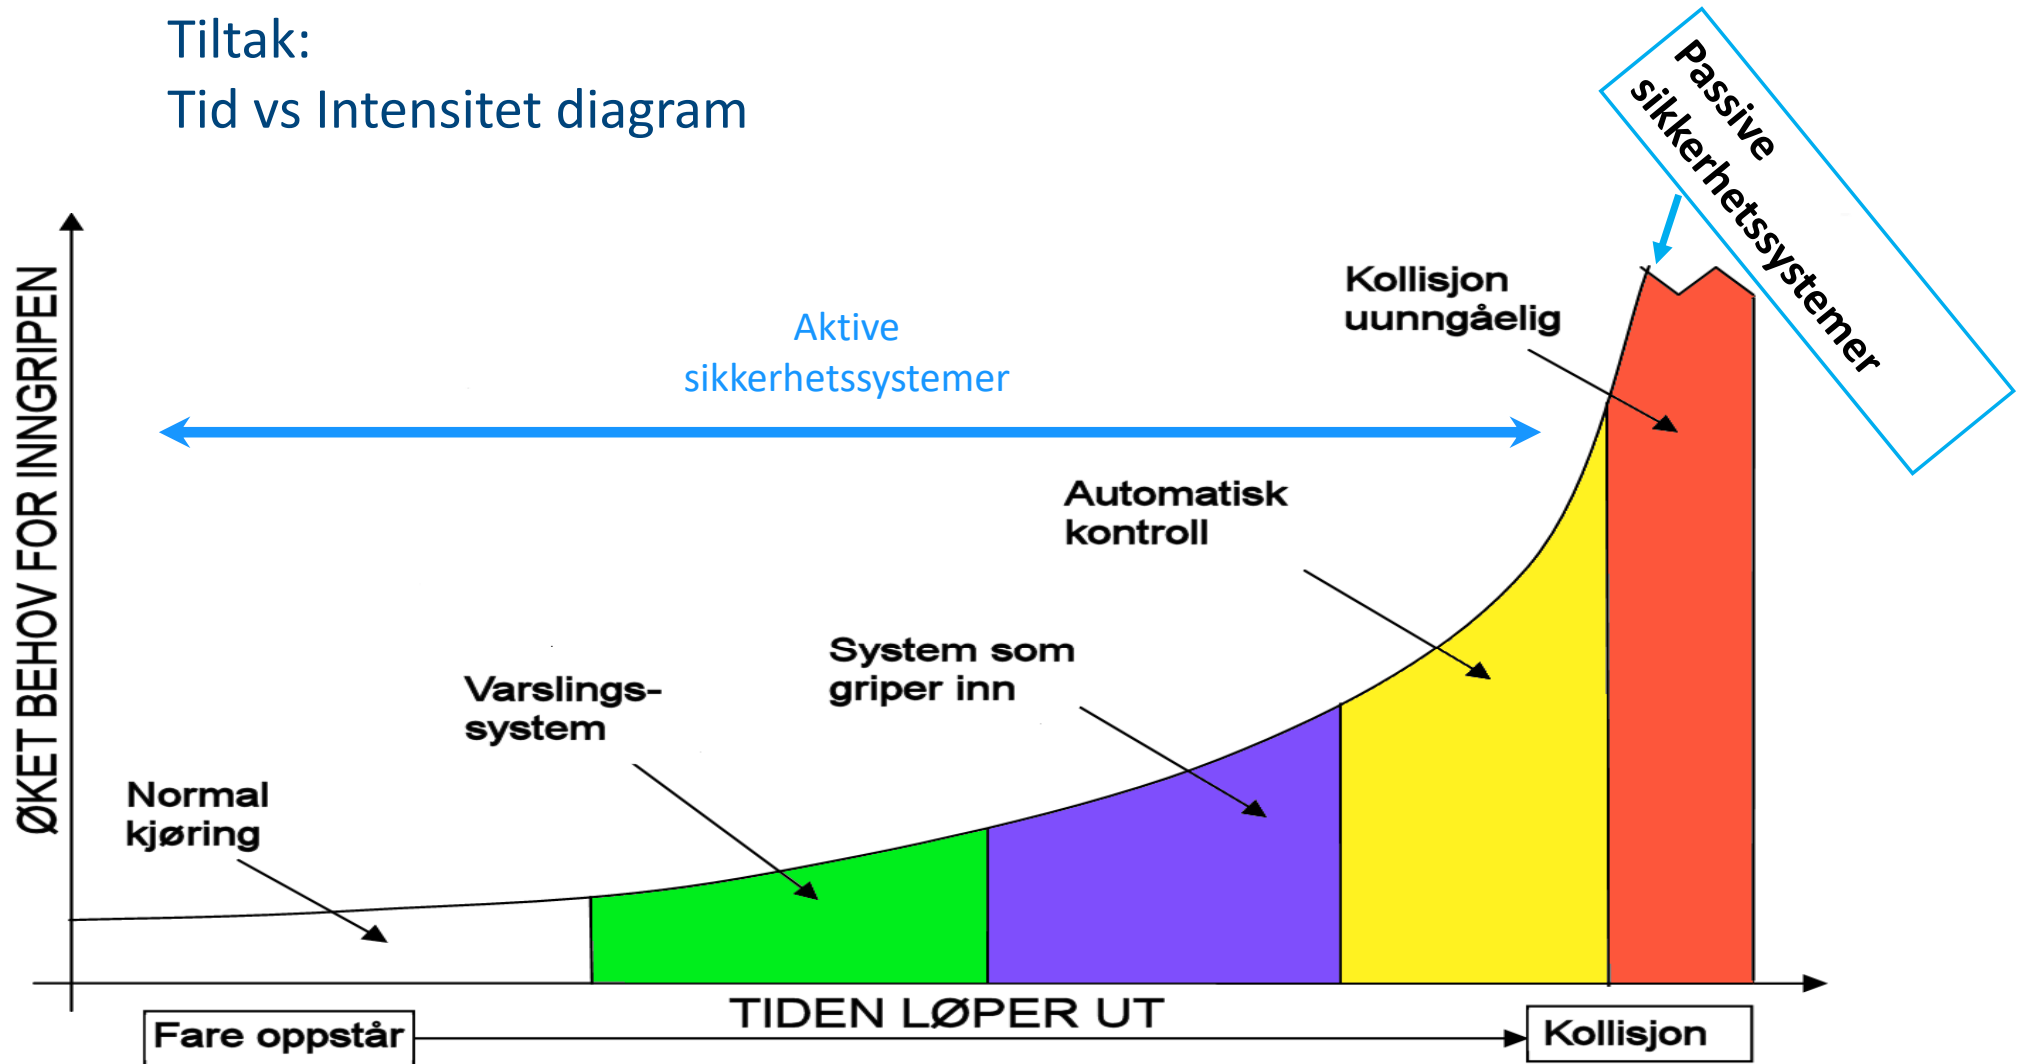 Tiltak:
Tid vs Intensitet diagram
Passive
sikkerhetssystemer
ØKET BEHOV FOR INNGRIPEN
Kollisjon
uunngåelig
Aktive
sikkerhetssystemer
Automatisk
kontroll
System som
griper inn
Varslings-
system
Normal
kjøring
TIDEN LØPER UT
Fare oppstår
Kollisjon